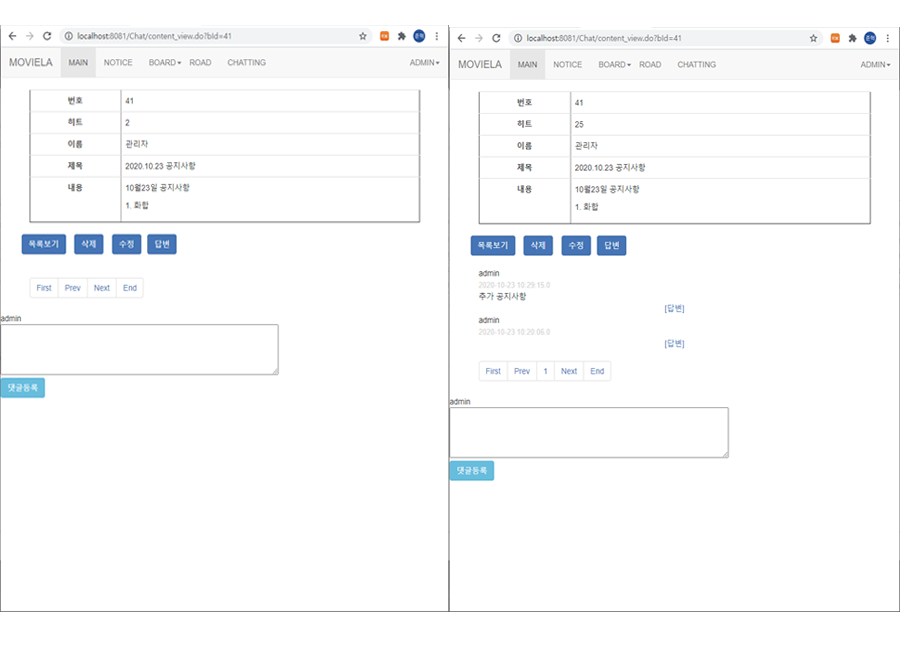 localhost:8081/Chat/content_view.do?bId=41
MOVIELA MAIN NOTICE BOARD ROAD CHATTING ADMIN
번호 41
히트 2
이름 관리자
제목 2020.10.23 공지사항
내용 10월23일 공지사항
1. 화합
목록보기 삭제 수정 답변
First Prev Next End
admin
댓글등록
localhost:8081/Chat/content_view.do?bId=41
MOVIELA MAIN NOTICE BOARD ROAD CHATTING ADMIN
번호 41
히트 25
이름 관리자
제목 2020.10.23 공지사항
내용 10월23일 공지사항
1. 화합
목록보기 삭제 수정 답변
admin
2020-10-23 10:29:15.0
추가 공지사항
[답변]
admin
2020-10-23 10:28:06.0
[답변]
First Prev 1 Next End
admin
댓글등록